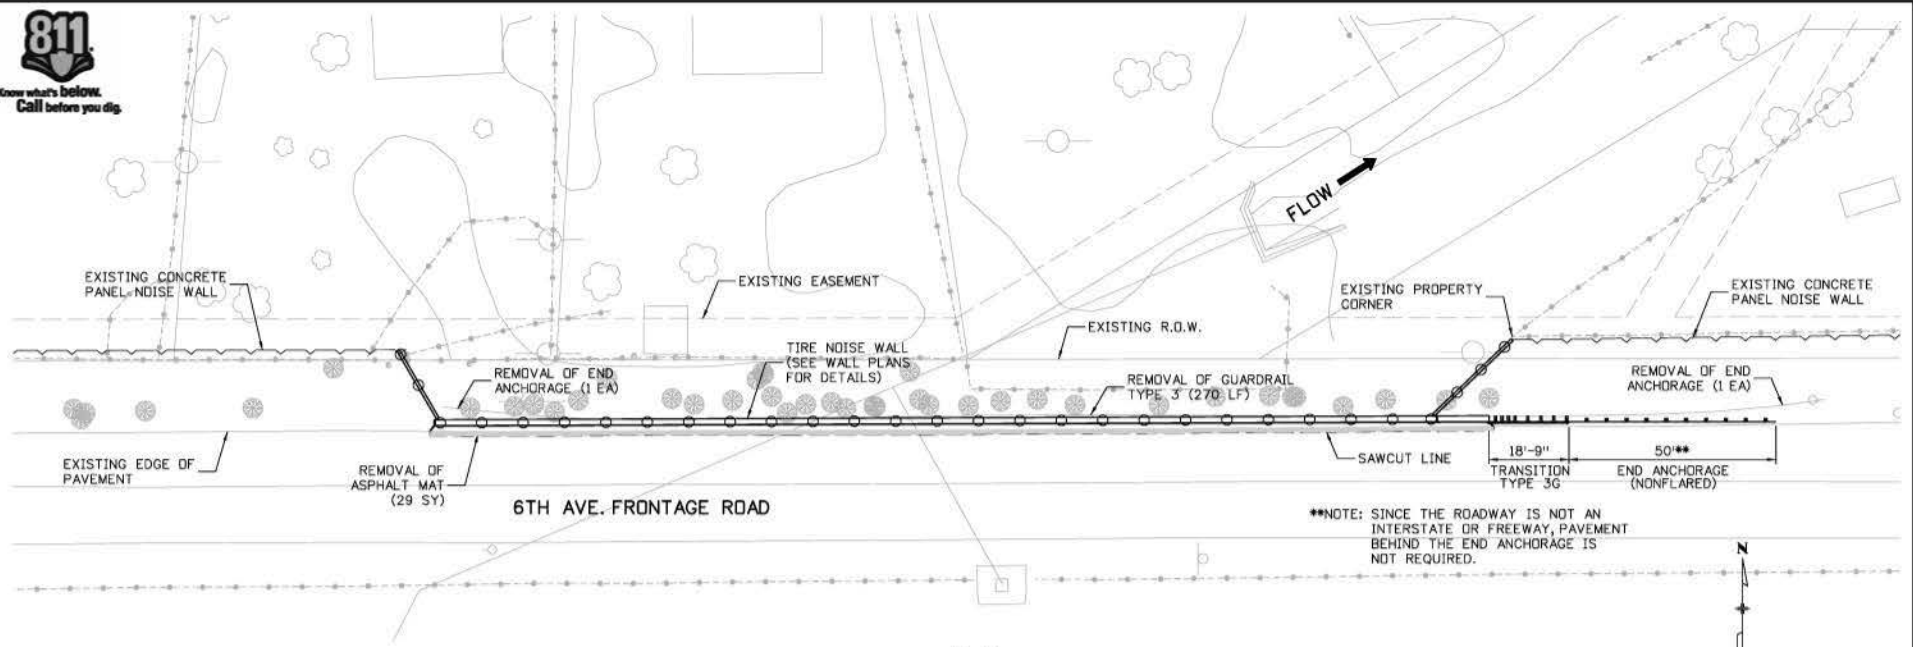 811
Know what's below.
Call before you dig.
FLOW
EXISTING CONCRETE
PANEL NOISE WALL
EXISTING EASEMENT
EXISTING PROPERTY
CORNER
EXISTING CONCRETE
PANEL NOISE WALL
EXISTING R.O.W.
TIRE NOISE WALL
(SEE WALL PLANS
FOR DETAILS)
REMOVAL OF END
ANCHORAGE (1 EA)
REMOVAL OF GUARDRAIL
TYPE 3 (270 LF)
REMOVAL OF END
ANCHORAGE (1 EA)
EXISTING EDGE OF
PAVEMENT
REMOVAL OF
ASPHALT MAT
(29 SY)
SAWCUT LINE
18'-9"
TRANSITION
TYPE 3G
50'**
END ANCHORAGE
(NONFLARED)
6TH AVE. FRONTAGE ROAD
**NOTE: SINCE THE ROADWAY IS NOT AN
INTERSTATE OR FREEWAY, PAVEMENT
BEHIND THE END ANCHORAGE IS
NOT REQUIRED.
N